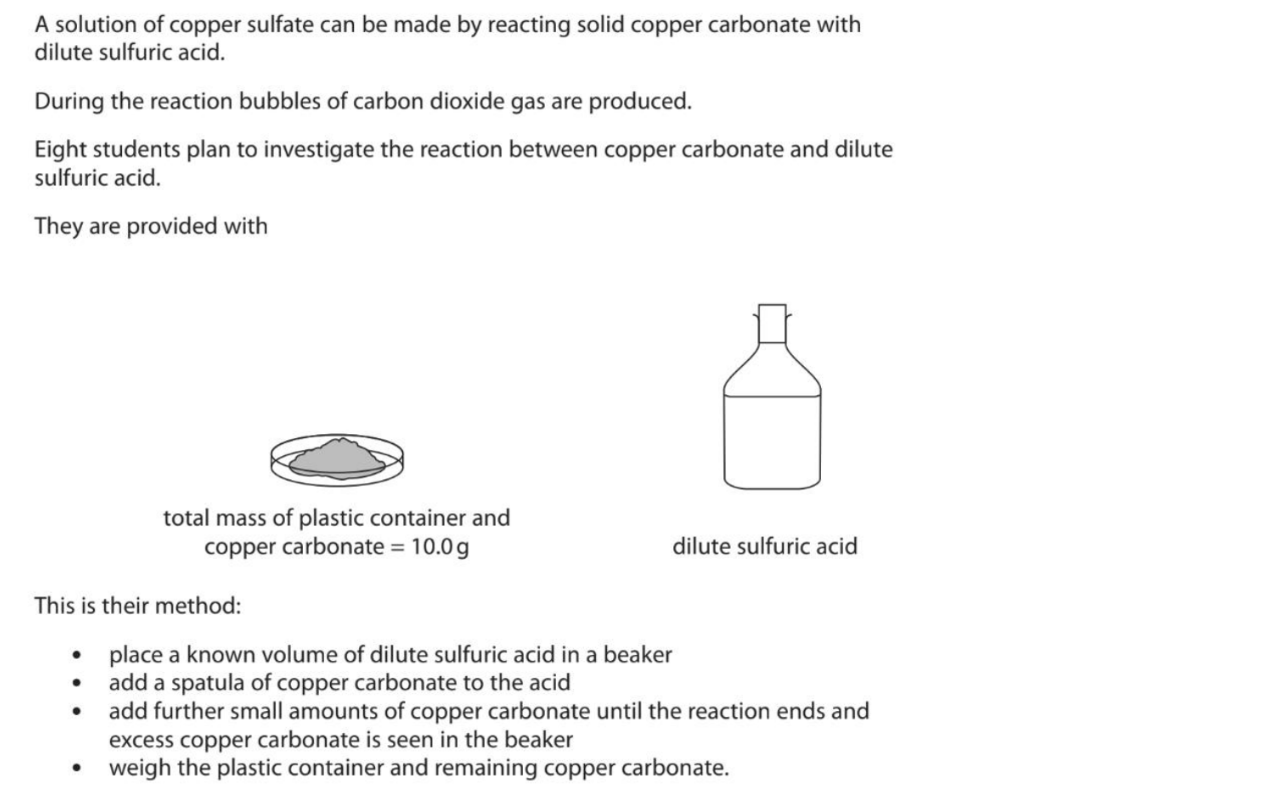 A solution of copper sulfate can be made by reacting solid copper carbonate with
dilute sulfuric acid.
During the reaction bubbles of carbon dioxide gas are produced.
Eight students plan to investigate the reaction between copper carbonate and dilute
sulfuric acid.
They are provided with
total mass of plastic container and
copper carbonate = 10.0 g
dilute sulfuric acid
This is their method:
• place a known volume of dilute sulfuric acid in a beaker
• add a spatula of copper carbonate to the acid
• add further small amounts of copper carbonate until the reaction ends and
excess copper carbonate is seen in the beaker
• weigh the plastic container and remaining copper carbonate.